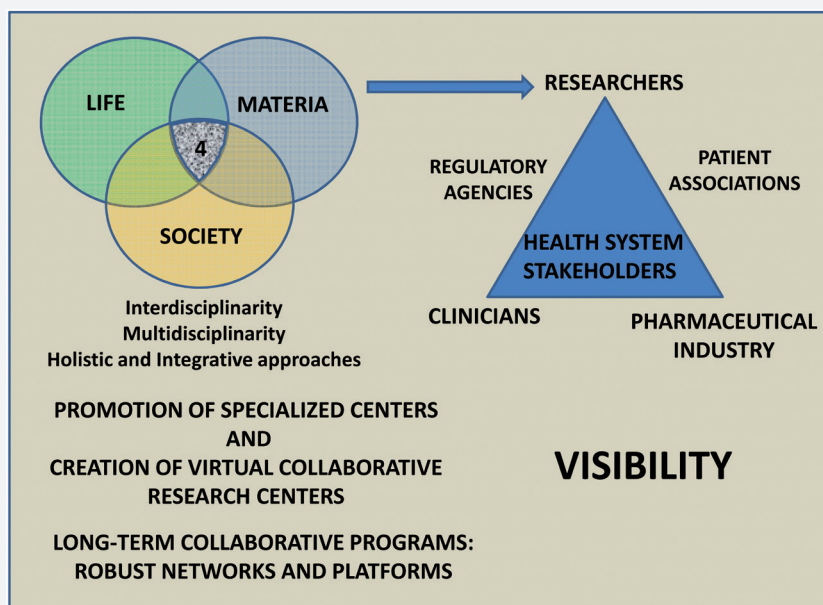 LIFE
MATERIA
4
SOCIETY
Interdisciplinarity
Multidisciplinarity
Holistic and Integrative approaches
RESEARCHERS
REGULATORY
AGENCIES
PATIENT
ASSOCIATIONS
HEALTH SYSTEM
STAKEHOLDERS
CLINICIANS
PHARMACEUTICAL
INDUSTRY
PROMOTION OF SPECIALIZED CENTERS
AND
CREATION OF VIRTUAL COLLABORATIVE
RESEARCH CENTERS
VISIBILITY
LONG-TERM COLLABORATIVE PROGRAMS:
ROBUST NETWORKS AND PLATFORMS